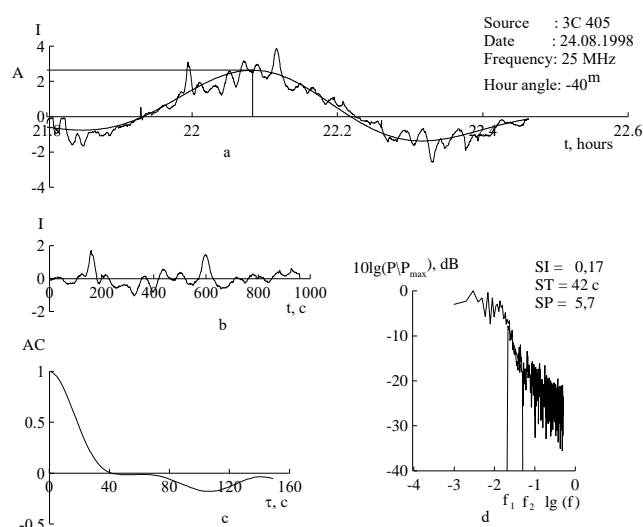 I
Source : 3C 405
Date : 24.08.1998
Frequency: 25 MHz
Hour angle: -40m
A
4
2
0
-2
-4
21.8
22
22.2
22.4
22.6
t, hours
a
I
2
0
-2
0 200 400 600 800 1000
t, c
b
10lg(P\Pmax), dB
SI = 0,17
ST = 42 c
SP = 5,7
0
-10
-20
-30
-40
-4 -3 -2 -1 0
f1 f2 lg (f)
d
AC
1
0.5
0
-0.5
0 40 80 120 160
τ, c
c